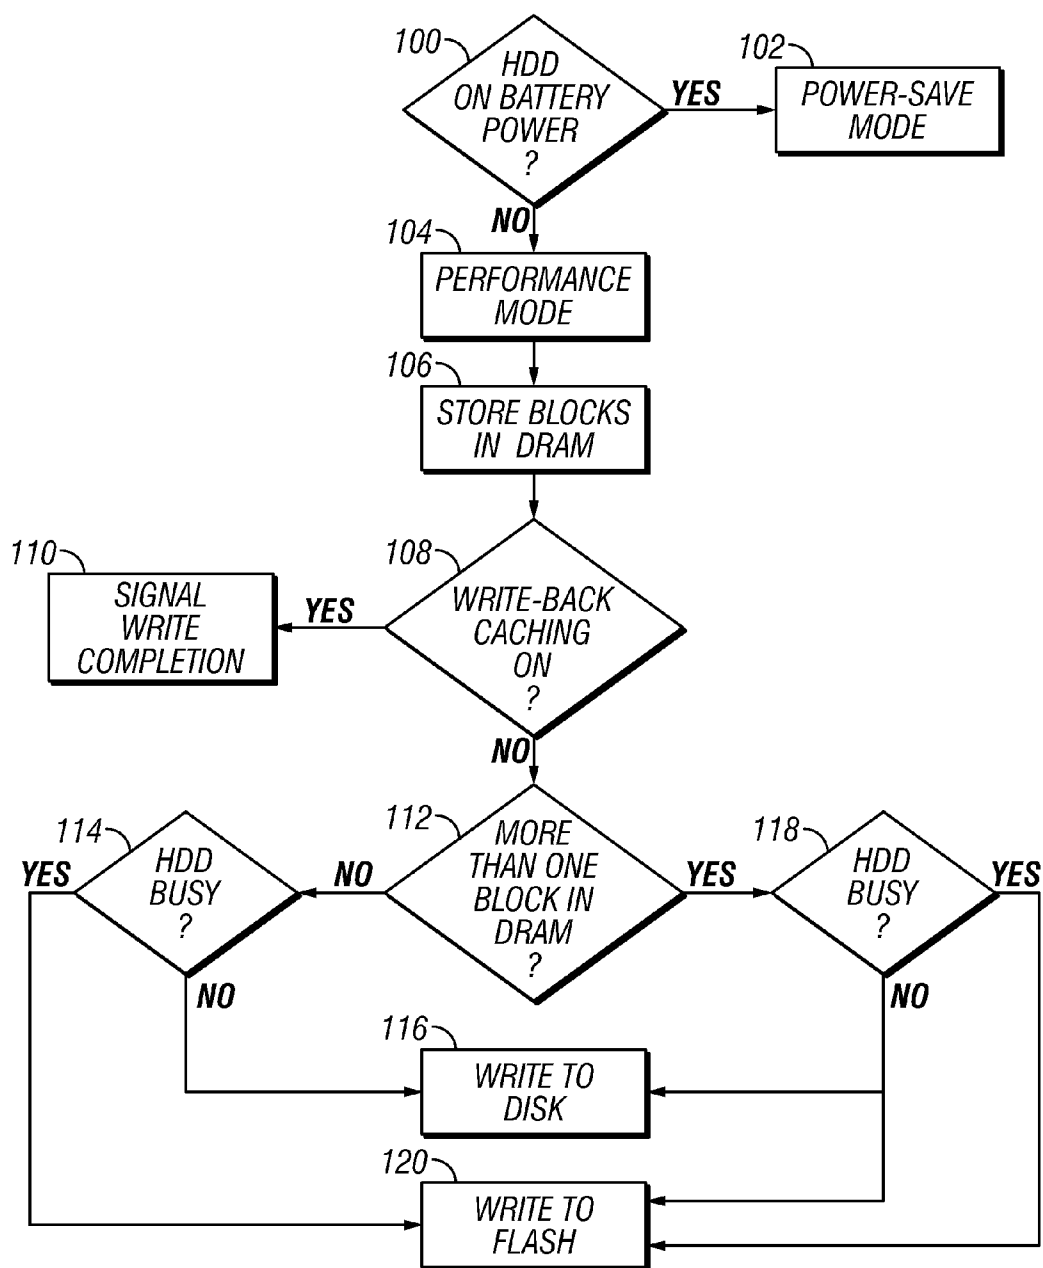 100
HDD
ON BATTERY
POWER
?
YES
102
POWER-SAVE
MODE
NO
104
PERFORMANCE
MODE
106
STORE BLOCKS
IN DRAM
108
WRITE-BACK
CACHING
ON
?
YES
110
SIGNAL
WRITE
COMPLETION
NO
112
MORE
THAN ONE
BLOCK IN
DRAM
?
NO
YES
114
HDD
BUSY
?
YES
NO
118
HDD
BUSY
?
YES
NO
116
WRITE TO
DISK
120
WRITE TO
FLASH